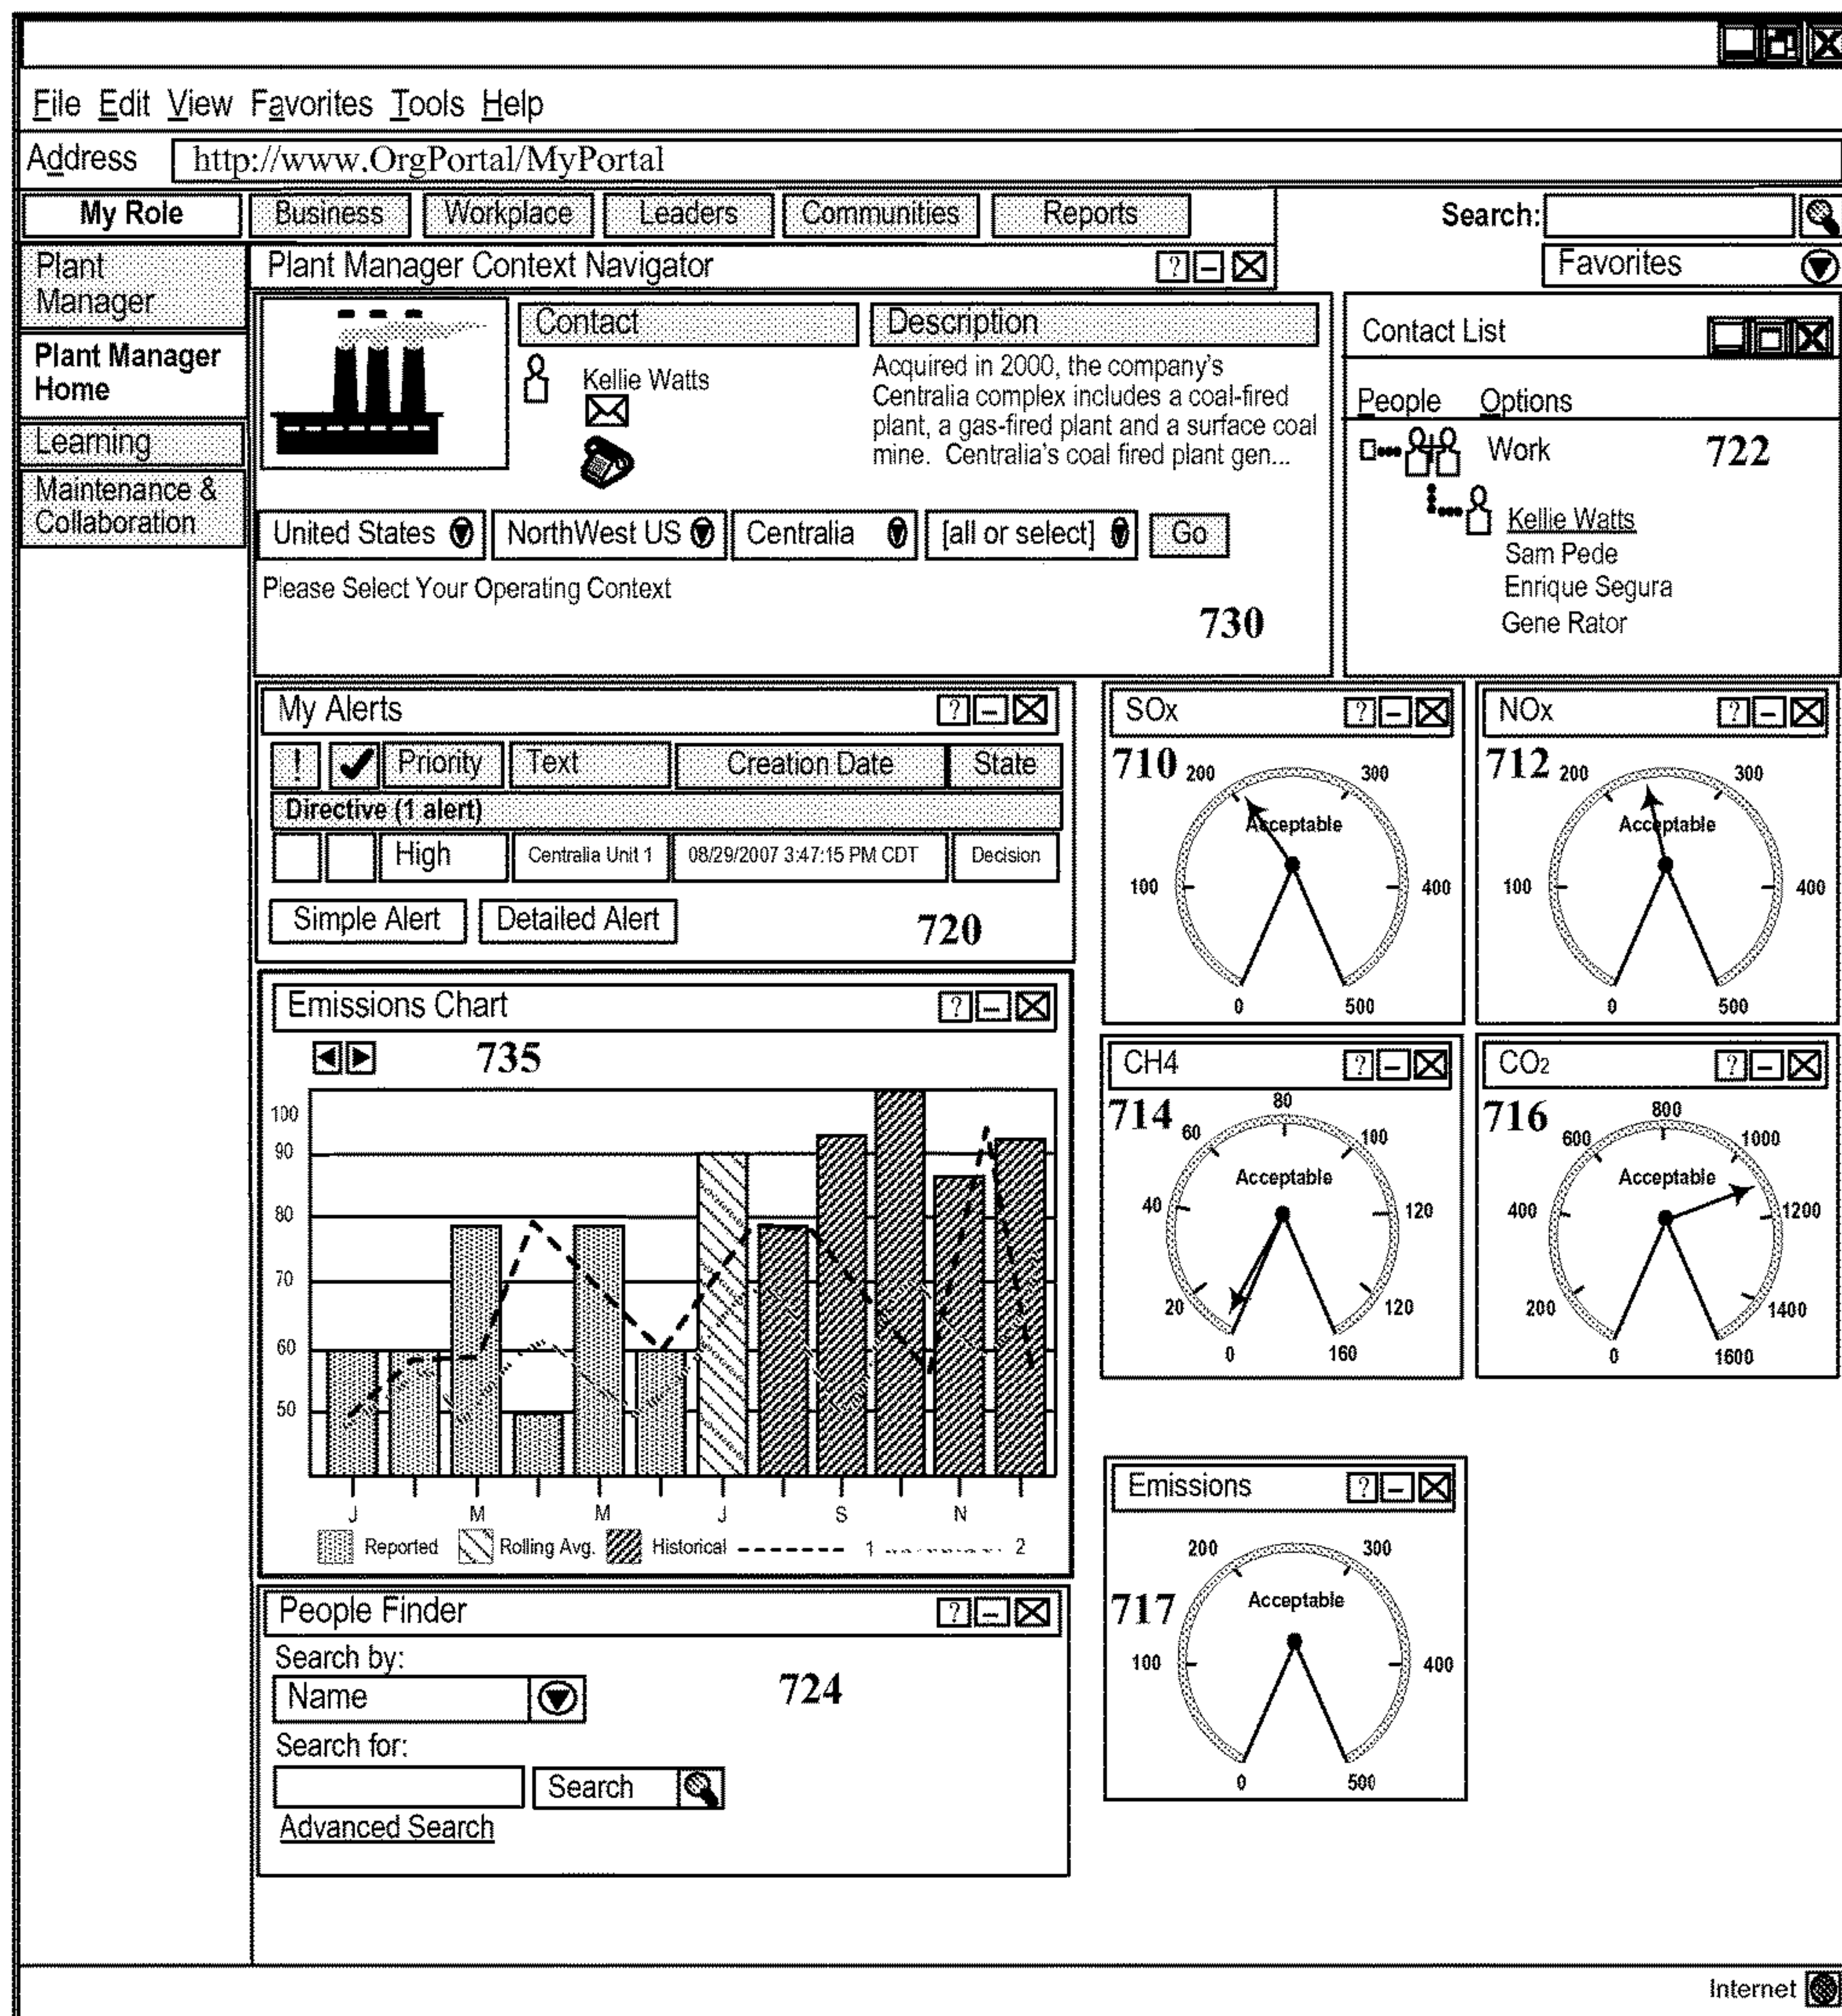 File Edit View Favorites Tools Help
Address http://www.OrgPortal/MyPortal
My Role Business Workplace Leaders Communities Reports Search:
Favorites
Plant
Manager
Plant Manager
Home
Learning
Maintenance &
Collaboration
Plant Manager Context Navigator ?
Contact Description
Kellie Watts
Acquired in 2000, the company's
Centralia complex includes a coal-fired
plant, a gas-fired plant and a surface coal
mine. Centralia's coal fired plant gen...
United States NorthWest US Centralia [all or select] Go
Please Select Your Operating Context
730
Contact List
People Options
Work 722
Kellie Watts
Sam Pede
Enrique Segura
Gene Rator
My Alerts ?
! Priority Text Creation Date State
Directive (1 alert)
High Centralia Unit 1 08/29/2007 3:47:15 PM CDT Decision
Simple Alert Detailed Alert 720
SOx ?
710 200 300
Acceptable
100 400
0 500
NOx ?
712 200 300
Acceptable
100 400
0 500
Emissions Chart ?
735
100
90
80
70
60
50
J M M J S N
Reported Rolling Avg. Historical 1 2
CH4 ?
714 60 80 100
Acceptable
40 120
20 120
0 160
CO2 ?
716 600 800 1000
Acceptable
400 1200
200 1400
0 1600
Emissions ?
200 300
717 Acceptable
100 400
0 500
People Finder ?
Search by:
Name 724
Search for:
Search
Advanced Search
Internet